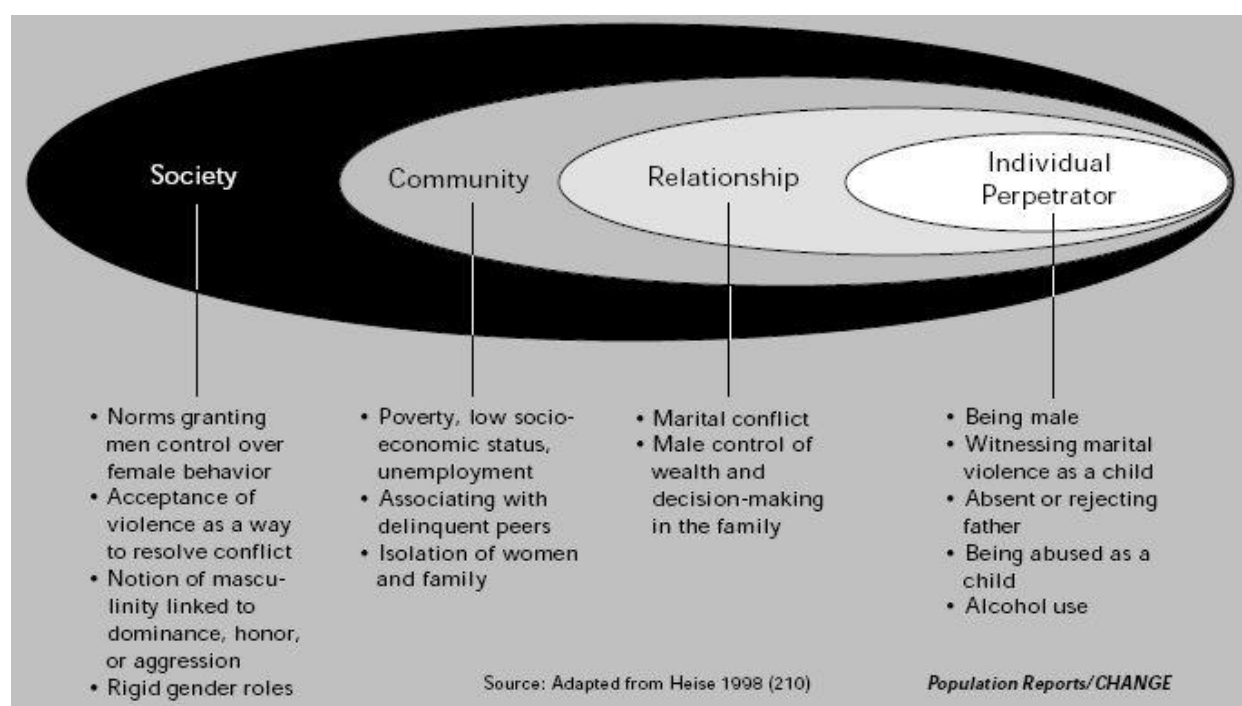 Society
Community
Relationship
Individual
Perpetrator
• Norms granting
men control over
female behavior
• Acceptance of
violence as a way
to resolve conflict
• Notion of mascu-
linity linked to
dominance, honor,
or aggression
• Rigid gender roles
• Poverty, low socio-
economic status,
unemployment
• Associating with
delinquent peers
• Isolation of women
and family
• Marital conflict
• Male control of
wealth and
decision-making
in the family
• Being male
• Witnessing marital
violence as a child
• Absent or rejecting
father
• Being abused as a
child
• Alcohol use
Source: Adapted from Heise 1998 (210)
Population Reports/CHANGE